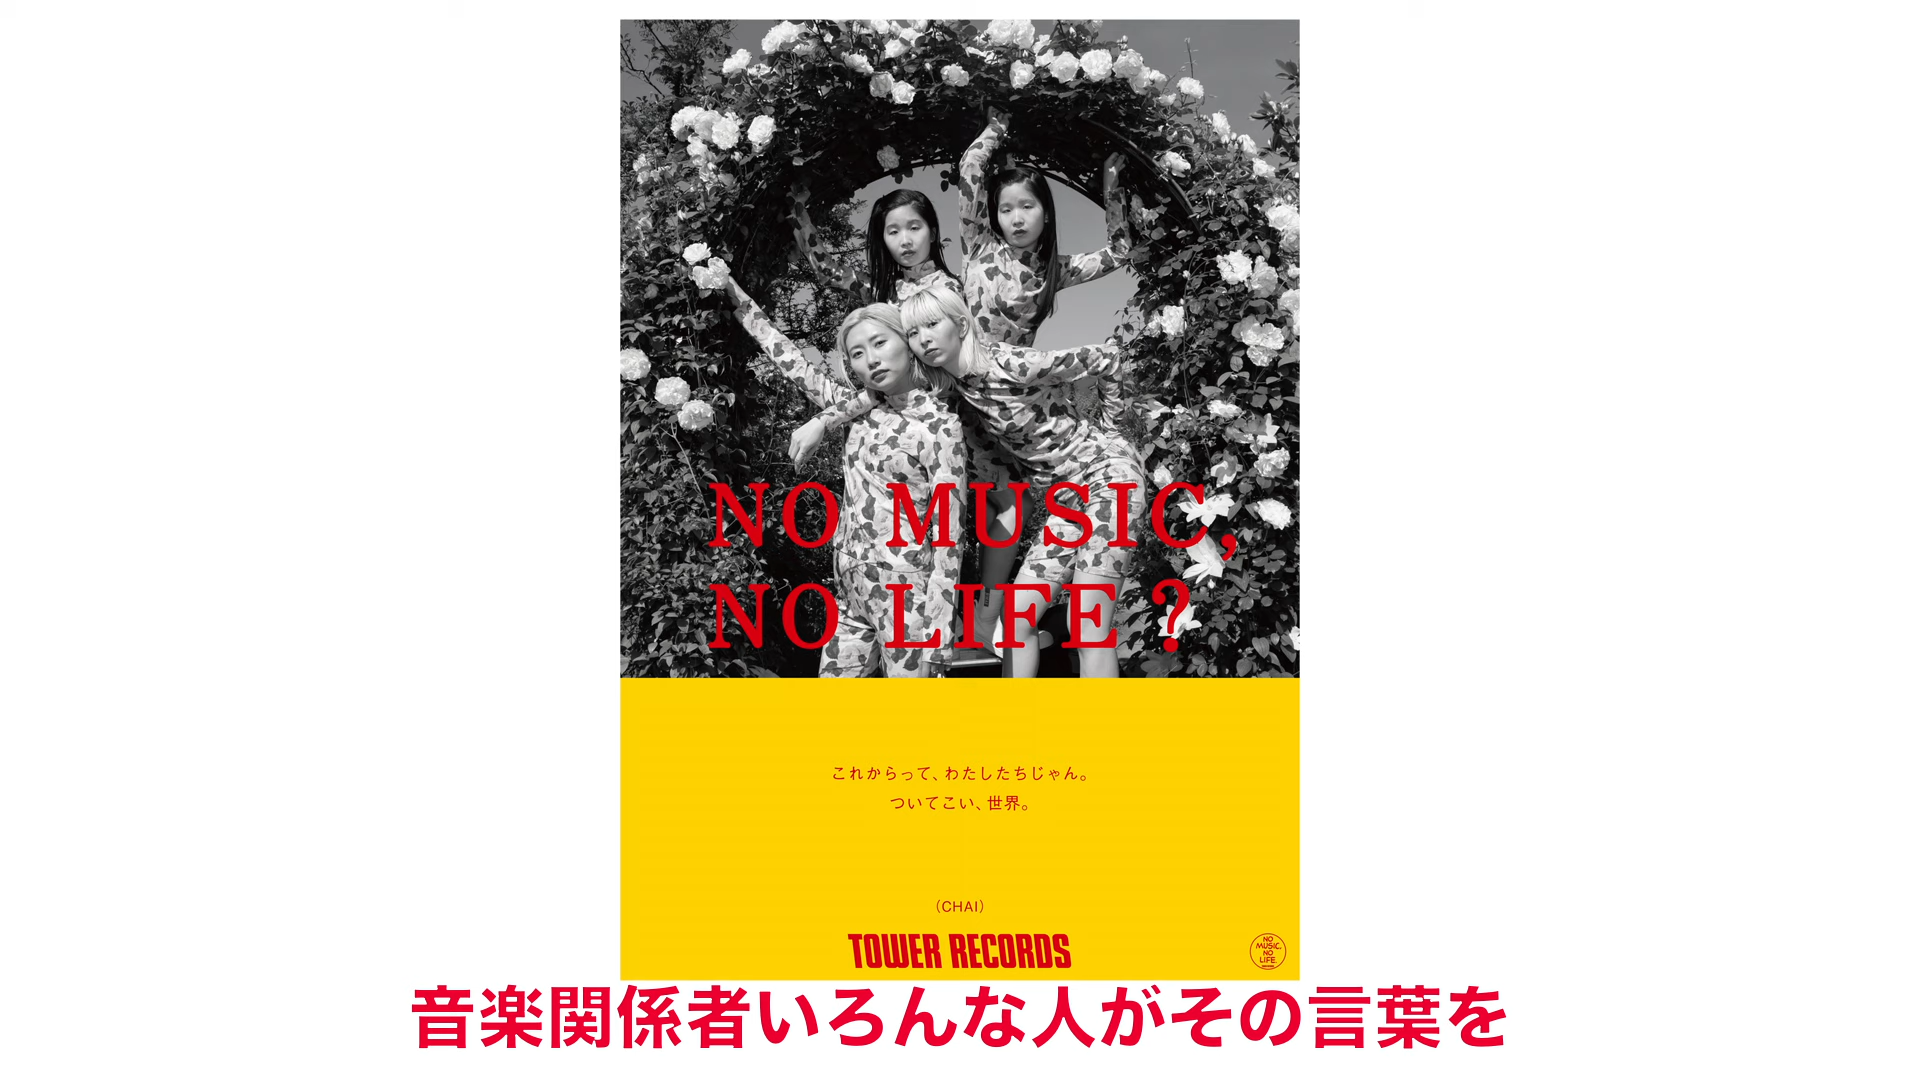 NO MUSIC,
NO LIFE?
これからって、わたしたちじゃん。
ついてこい、世界。
（CHAI）
TOWER RECORDS
NO
MUSIC.
NO
LIFE.
音楽関係者いろんな人がその言葉を